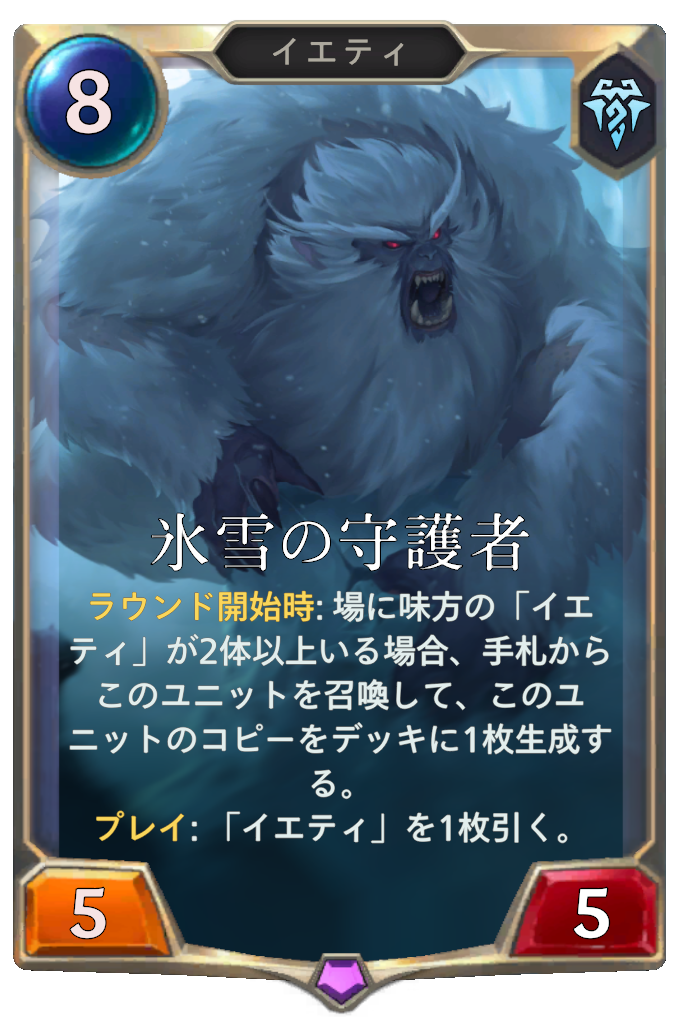 イエティ
8
氷雪の守護者
ラウンド開始時: 場に味方の「イエ
ティ」が2体以上いる場合、手札から
このユニットを召喚して、このユ
ニットのコピーをデッキに1枚生成す
る。
プレイ: 「イエティ」を1枚引く。
5
5